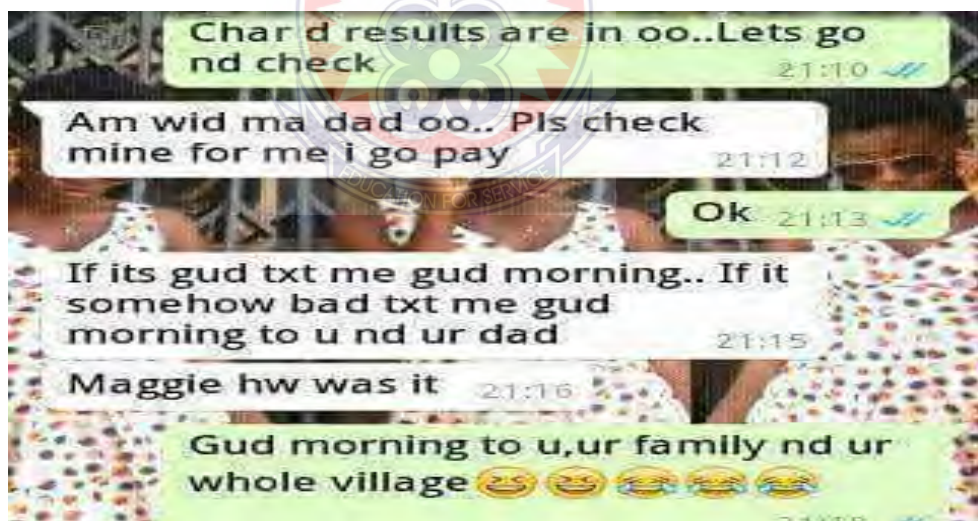 Char d results are in oo..Lets go
nd check
21:10
Am wid ma dad oo.. Pls check
mine for me i go pay
21:12
EDUCATION FOR SERVICE
Ok 21:13
If its gud txt me gud morning.. If it
somehow bad txt me gud
morning to u nd ur dad
21:15
Maggie hw was it 21:16
Gud morning to u,ur family nd ur
whole village😆😆😂😂😂